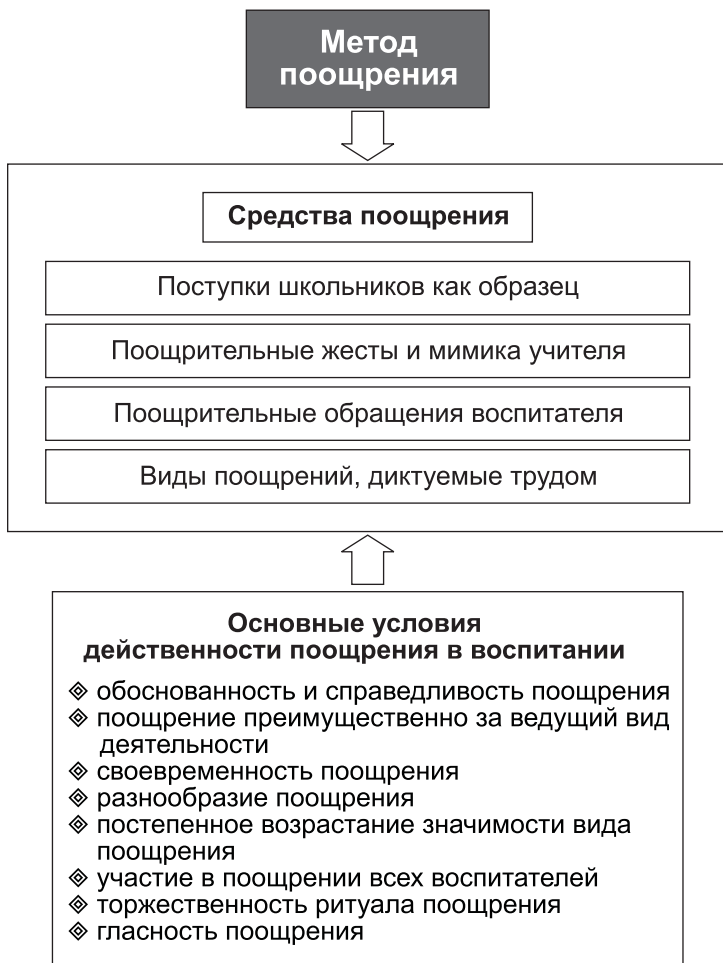 Метод
поощрения
Средства поощрения
Поступки школьников как образец
Поощрительные жесты и мимика учителя
Поощрительные обращения воспитателя
Виды поощрений, диктуемые трудом
Основные условия
действенности поощрения в воспитании
обоснованность и справедливость поощрения
поощрение преимущественно за ведущий вид
деятельности
своевременность поощрения
разнообразие поощрения
постепенное возрастание значимости вида
поощрения
участие в поощрении всех воспитателей
торжественность ритуала поощрения
гласность поощрения